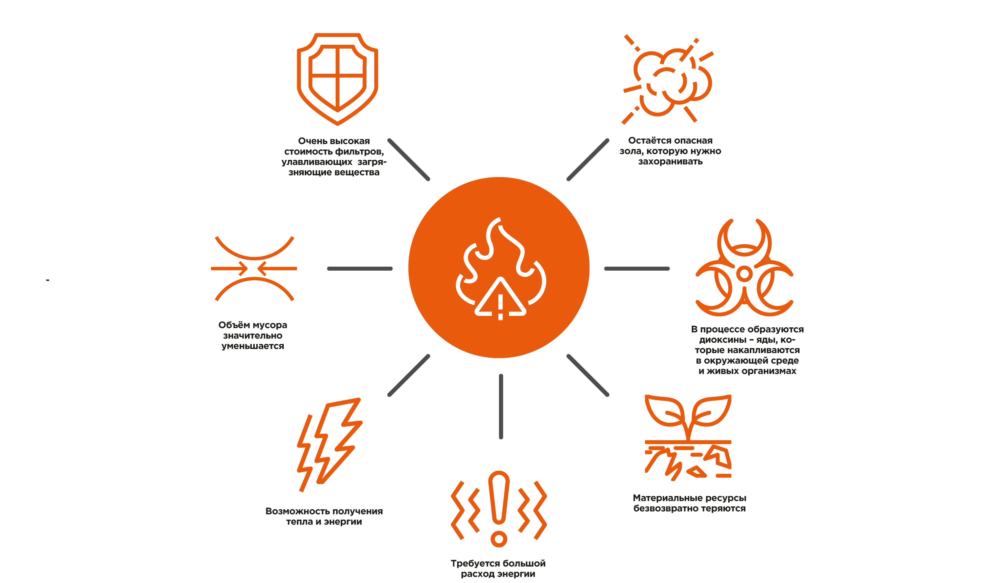 Очень высокая
стоимость фильтров,
улавливающих  загря-
зняющие вещества
Остаётся опасная
зола, которую нужно
захоранивать
-
Объём мусора
значительно
уменьшается
В процессе образуются
диоксины – яды, ко-
торые накапливаются
в окружающей среде
и живых организмах
Возможность получения
тепла и энергии
Материальные ресурсы
безвозвратно теряются
Требуется большой
расход энергии